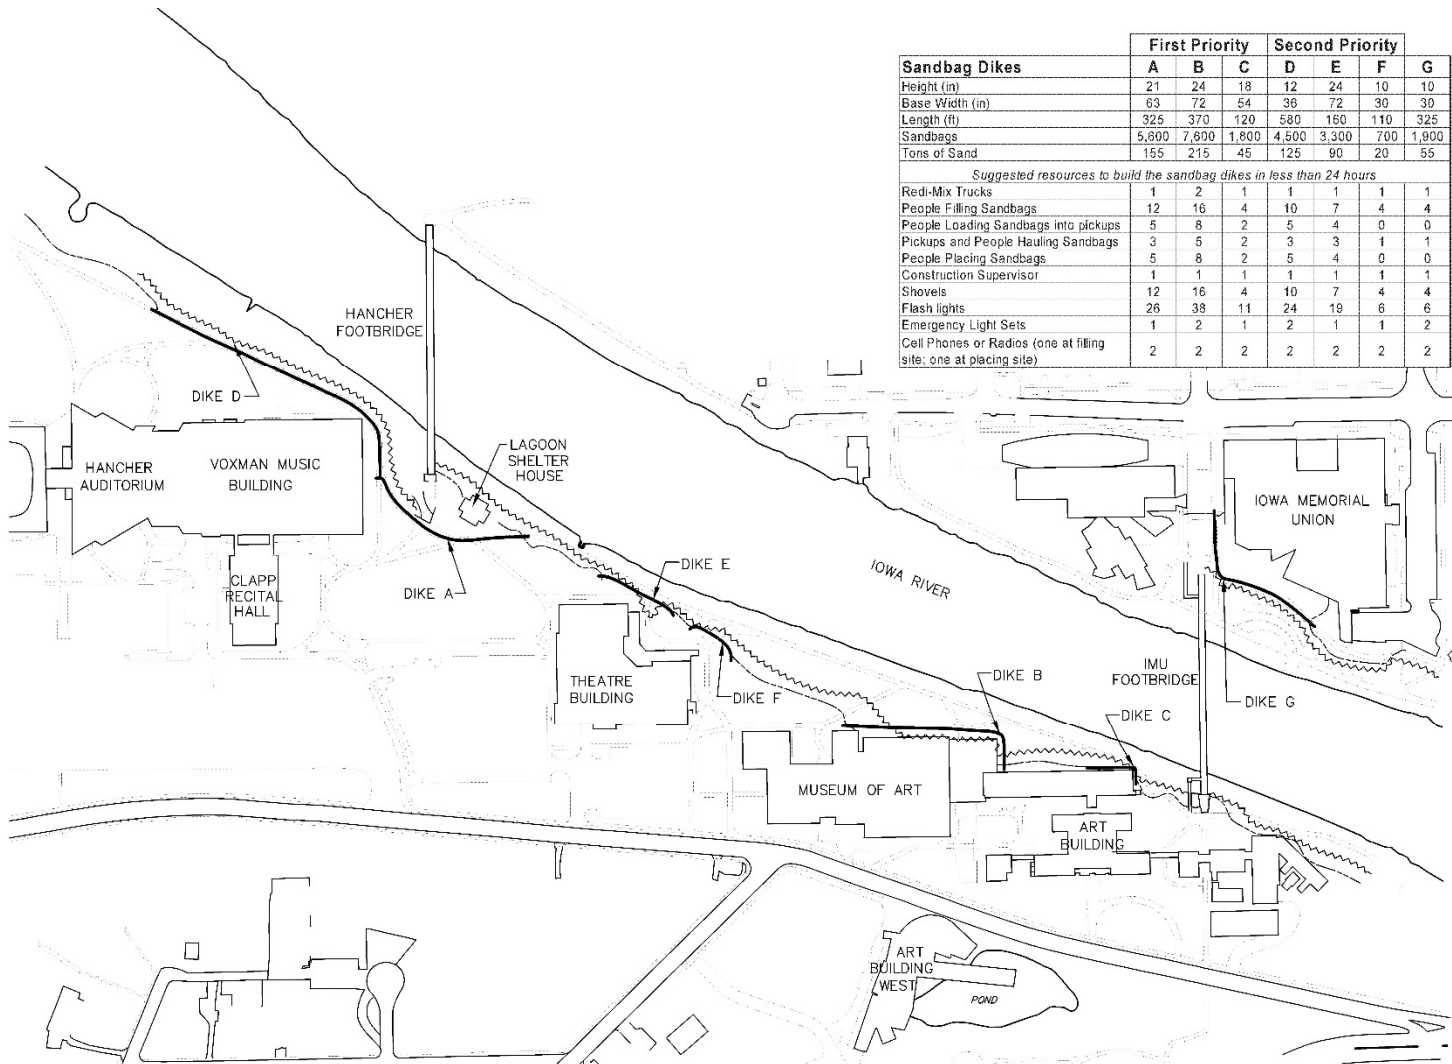 First Priority Second Priority
Sandbag Dikes A B C D E F G
Height (in) 21 24 18 12 24 10 10
Base Width (in) 63 72 54 36 72 30 30
Length (ft) 325 370 120 580 160 110 325
Sandbags 5,600 7,600 1,800 4,500 3,300 700 1,900
Tons of Sand 155 215 45 125 90 20 55
Suggested resources to build the sandbag dikes in less than 24 hours
Redi-Mix Trucks 1 2 1 1 1 1 1
People Filling Sandbags 12 16 4 10 7 4 4
People Loading Sandbags into pickups 5 8 2 5 4 0 0
Pickups and People Hauling Sandbags 3 5 2 3 3 1 1
People Placing Sandbags 5 8 2 5 4 0 0
Construction Supervisor 1 1 1 1 1 1 1
Shovels 12 16 4 10 7 4 4
Flash lights 26 38 11 24 19 6 6
Emergency Light Sets 1 2 1 2 1 1 2
Cell Phones or Radios (one at filling
site; one at placing site) 2 2 2 2 2 2 2
HANCHER
FOOTBRIDGE
DIKE D
HANCHER
AUDITORIUM
VOXMAN MUSIC
BUILDING
LAGOON
SHELTER
HOUSE
CLAPP
RECITAL
HALL
DIKE A
DIKE E
IOWA RIVER
IOWA MEMORIAL
UNION
THEATRE
BUILDING
DIKE F
DIKE B
IMU
FOOTBRIDGE
DIKE C
DIKE G
MUSEUM OF ART
ART
BUILDING
ART
BUILDING
WEST
POND